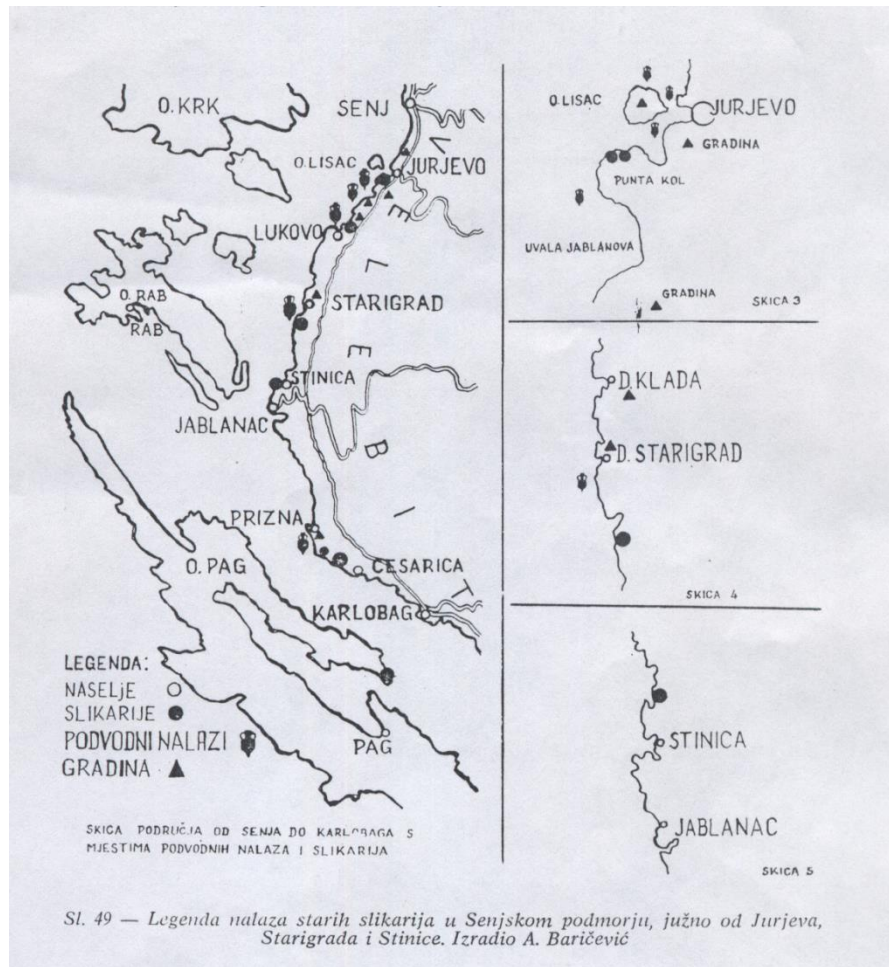 O. KRK
SENJ
O. LISAC
JURJEVO
LUKOVO
V
E
L
E
B
I
T
O. RAB
RAB
STARIGRAD
STINICA
JABLANAC
PRIZNA
O. PAG
CESARICA
KARLOBAG
PAG
LEGENDA:
NASELJE
SLIKARIJE
PODVODNI NALAZI
GRADINA
SKICA PODRUČJA OD SENJA DO KARLOBAGA S
MJESTIMA PODVODNIH NALAZA I SLIKARIJA
O. LISAC
JURJEVO
GRADINA
PUNTA KOL
UVALA JABLANOVA
GRADINA
SKICA 3
D. KLADA
D. STARIGRAD
SKICA 4
STINICA
JABLANAC
SKICA 5
Sl. 49 — Legenda nalaza starih slikarija u Senjskom podmorju, južno od Jurjeva,
Starigrada i Stinice. Izradio A. Baričević